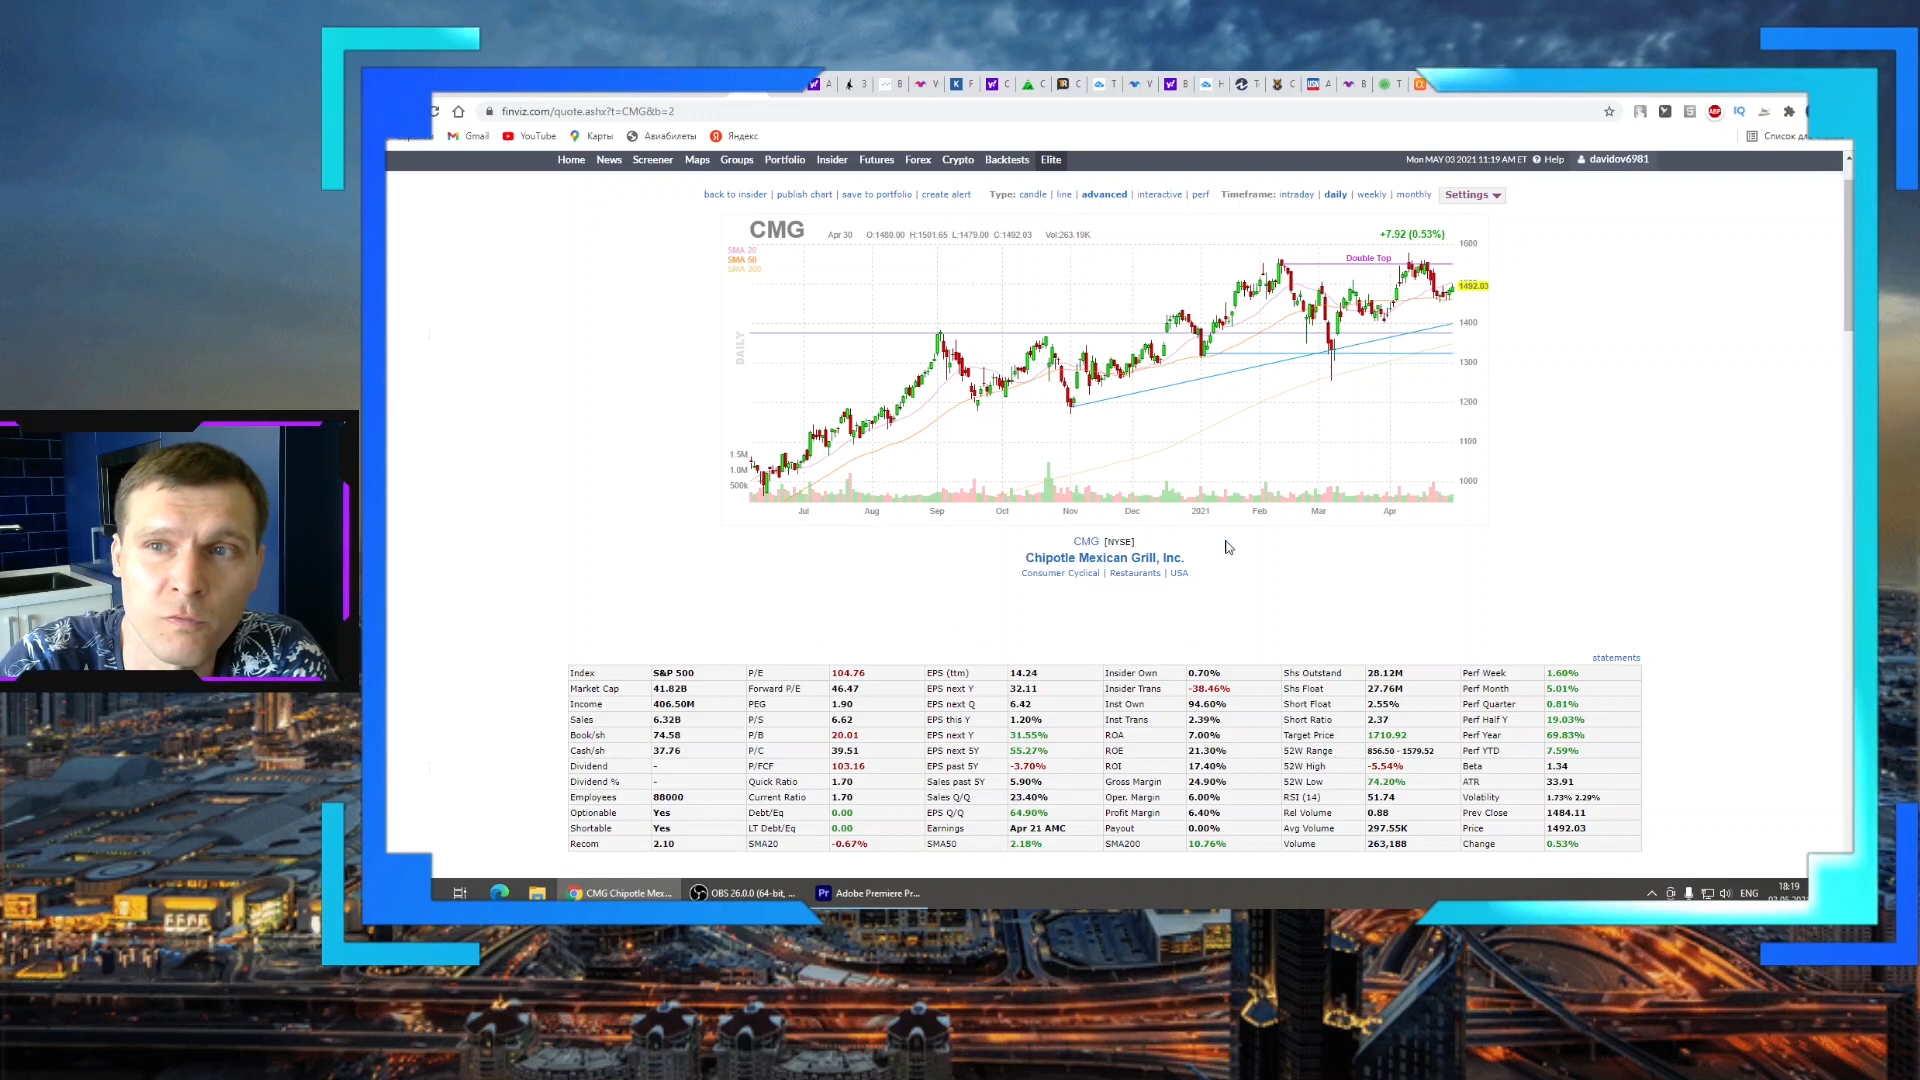 A 3 B V K F C C C T V B H T C A B T
finviz.com/quote.ashx?t=CMG&b=2
ABP IQ
Gmail YouTube Карты Авиабилеты Яндекс
Home News Screener Maps Groups Portfolio Insider Futures Forex Crypto Backtests Elite Mon MAY 03 2021 11:19 AM ET Help davidov6981
back to insider | publish chart | save to portfolio | create alert Type: candle | line | advanced | interactive | perf Timeframe: intraday | daily | weekly | monthly Settings
CMG Apr 30 O:1480.00 H:1501.65 L:1479.00 C:1492.03 Vol:263.19K +7.92 (0.53%)
SMA 20
SMA 50
SMA 200
Double Top
1600
1492.03
1400
1300
1200
1100
1000
DAILY
1.5M
1.0M
500k
Jul Aug Sep Oct Nov Dec 2021 Feb Mar Apr
CMG [NYSE]
Chipotle Mexican Grill, Inc.
Consumer Cyclical | Restaurants | USA
statements
Index S&P 500 P/E 104.76 EPS (ttm) 14.24 Insider Own 0.70% Shs Outstand 28.12M Perf Week 1.60%
Market Cap 41.82B Forward P/E 46.47 EPS next Y 32.11 Insider Trans -38.46% Shs Float 27.76M Perf Month 5.01%
Income 406.50M PEG 1.90 EPS next Q 6.42 Inst Own 94.60% Short Float 2.55% Perf Quarter 0.81%
Sales 6.32B P/S 6.62 EPS this Y 1.20% Inst Trans 2.39% Short Ratio 2.37 Perf Half Y 19.03%
Book/sh 74.58 P/B 20.01 EPS next Y 31.55% ROA 7.00% Target Price 1710.92 Perf Year 69.83%
Cash/sh 37.76 P/C 39.51 EPS next 5Y 55.27% ROE 21.30% 52W Range 856.50 - 1579.52 Perf YTD 7.59%
Dividend - P/FCF 103.16 EPS past 5Y -3.70% ROI 17.40% 52W High -5.54% Beta 1.34
Dividend % - Quick Ratio 1.70 Sales past 5Y 5.90% Gross Margin 24.90% 52W Low 74.20% ATR 33.91
Employees 88000 Current Ratio 1.70 Sales Q/Q 23.40% Oper. Margin 6.00% RSI (14) 51.74 Volatility 1.73% 2.29%
Optionable Yes Debt/Eq 0.00 EPS Q/Q 64.90% Profit Margin 6.40% Rel Volume 0.88 Prev Close 1484.11
Shortable Yes LT Debt/Eq 0.00 Earnings Apr 21 AMC Payout 0.00% Avg Volume 297.55K Price 1492.03
Recom 2.10 SMA20 -0.67% SMA50 2.18% SMA200 10.76% Volume 263,188 Change 0.53%
CMG Chipotle Mex... OBS 26.0.0 (64-bit, ... Pr Adobe Premiere Pr... ENG 18:19